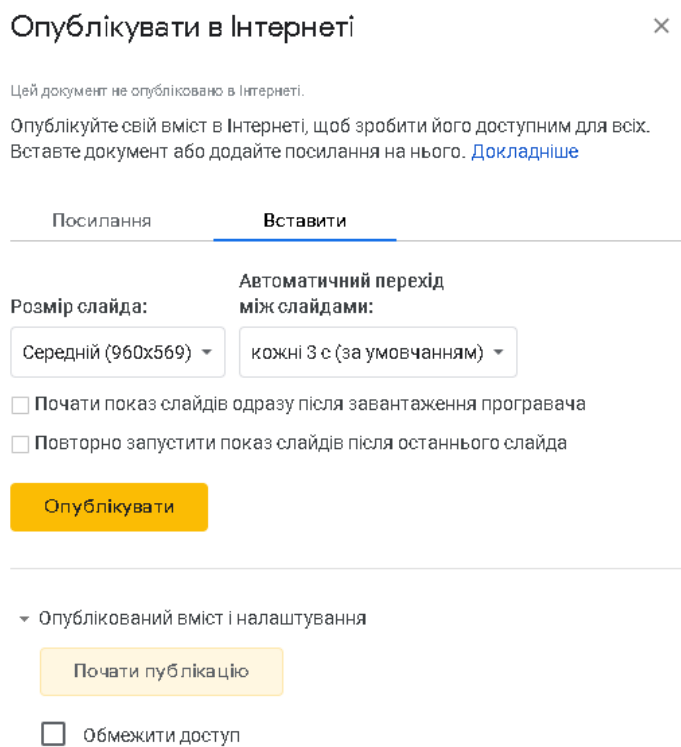 Опублікувати в Інтернеті
Цей документ не опубліковано в Інтернеті.
Опублікуйте свій вміст в Інтернеті, щоб зробити його доступним для всіх.
Вставте документ або додайте посилання на нього. Докладніше
Посилання
Вставити
Розмір слайда:
Автоматичний перехід
між слайдами:
Середній (960x569)
кожні 3 с (за умовчанням)
Почати показ слайдів одразу після завантаження програвача
Повторно запустити показ слайдів після останнього слайда
Опублікувати
Опублікований вміст і налаштування
Почати публікацію
Обмежити доступ